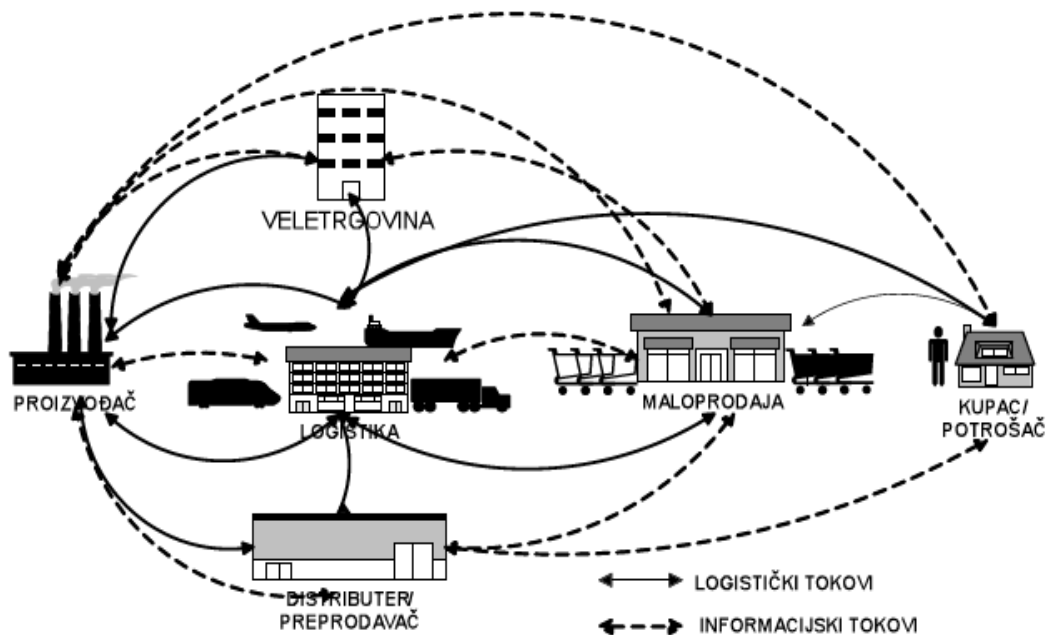 VELETRGOVINA
PROIZVOĐAČ
LOGISTIKA
MALOPRODAJA
KUPAC/
POTROŠAČ
DISTRIBUTER/
PREPRODAVAČ
LOGISTIČKI TOKOVI
INFORMACIJSKI TOKOVI